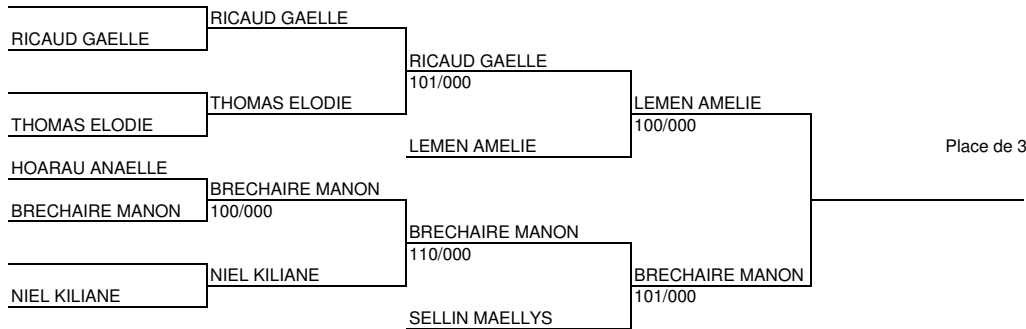 RICAUD GAELLE
RICAUD GAELLE
RICAUD GAELLE
101/000
THOMAS ELODIE
LEMEN AMELIE
THOMAS ELODIE
100/000
LEMEN AMELIE
Place de 3
HOARAU ANAELLE
BRECHAIRE MANON
BRECHAIRE MANON
100/000
BRECHAIRE MANON
110/000
NIEL KILIANE
BRECHAIRE MANON
NIEL KILIANE
101/000
SELLIN MAELLYS